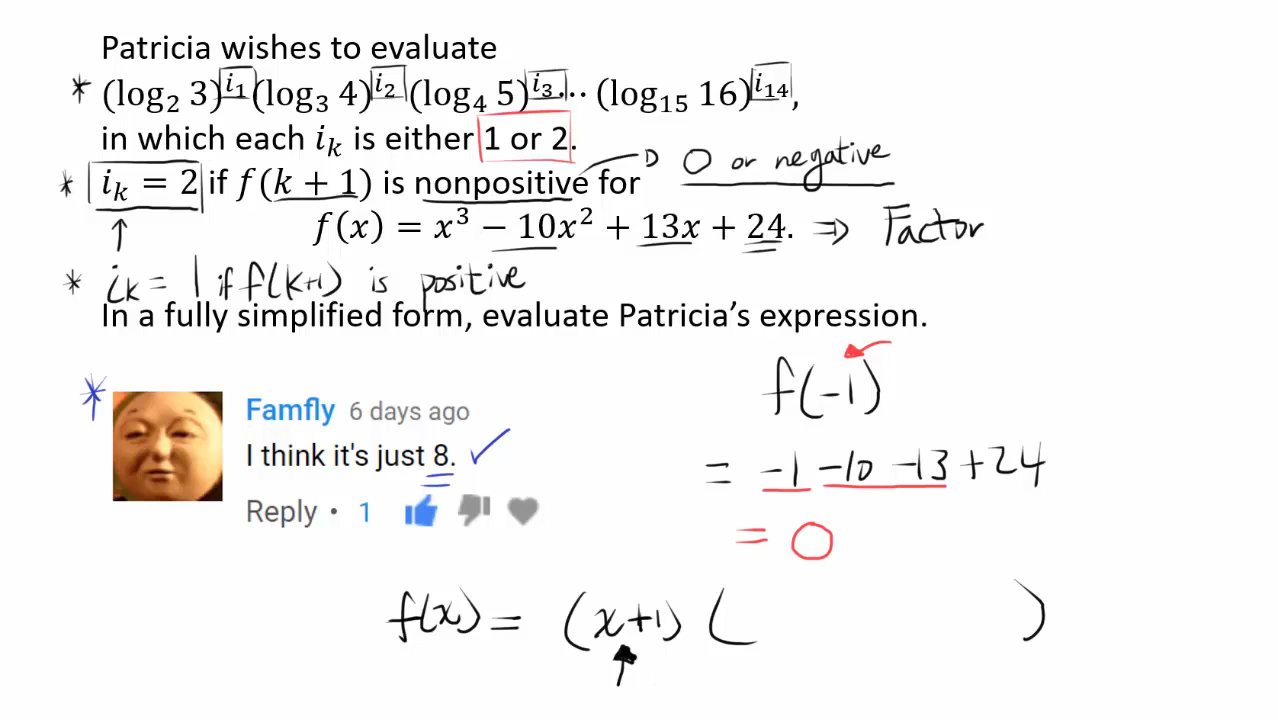 Patricia wishes to evaluate
* (log₂ 3)^i₁ (log₃ 4)^i₂ (log₄ 5)^i₃ ⋯ (log₁₅ 16)^i₁₄,
in which each iₖ is either 1 or 2.
0 or negative
* iₖ = 2 if f(k + 1) is nonpositive for
f(x) = x³ − 10x² + 13x + 24. ⇒ Factor
* iₖ = 1 if f(k+1) is positive
In a fully simplified form, evaluate Patricia's expression.
f(-1)
* Famfly 6 days ago
I think it's just 8. ✓
= -1 -10 -13 +24
Reply • 1
= 0
f(x) = (x+1) ( )